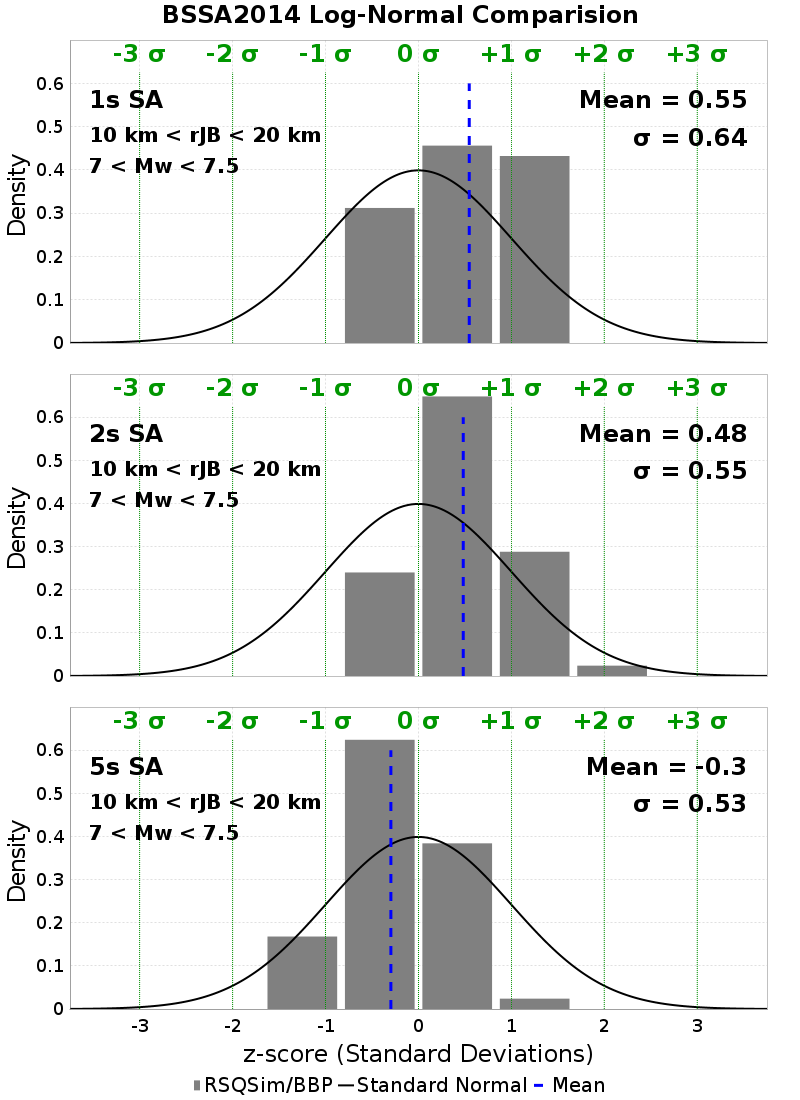 BSSA2014 Log-Normal Comparision
-3 σ -2 σ -1 σ 0 σ +1 σ +2 σ +3 σ
1s SA
10 km < rJB < 20 km
7 < Mw < 7.5
Mean = 0.55
σ = 0.64
Density
0.6
0.5
0.4
0.3
0.2
0.1
0
-3 σ -2 σ -1 σ 0 σ +1 σ +2 σ +3 σ
2s SA
10 km < rJB < 20 km
7 < Mw < 7.5
Mean = 0.48
σ = 0.55
Density
0.6
0.5
0.4
0.3
0.2
0.1
0
-3 σ -2 σ -1 σ 0 σ +1 σ +2 σ +3 σ
5s SA
10 km < rJB < 20 km
7 < Mw < 7.5
Mean = -0.3
σ = 0.53
Density
0.6
0.5
0.4
0.3
0.2
0.1
0
-3 -2 -1 0 1 2 3
z-score (Standard Deviations)
RSQSim/BBP Standard Normal Mean